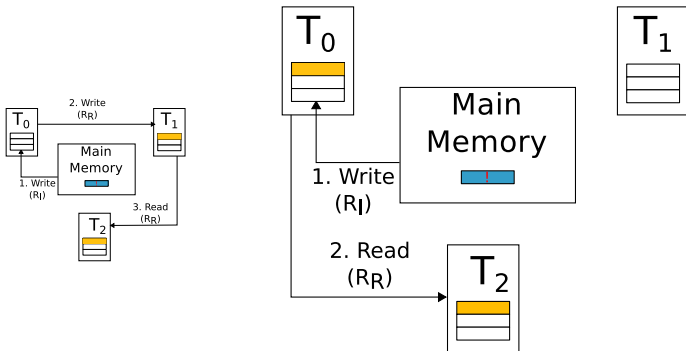 2. Write
(RR)
T0
T1
Main
Memory
!
1. Write
(RI)
3. Read
(RR)
T2
T0
T1
Main
Memory
!
1. Write
(RI)
2. Read
(RR)
T2